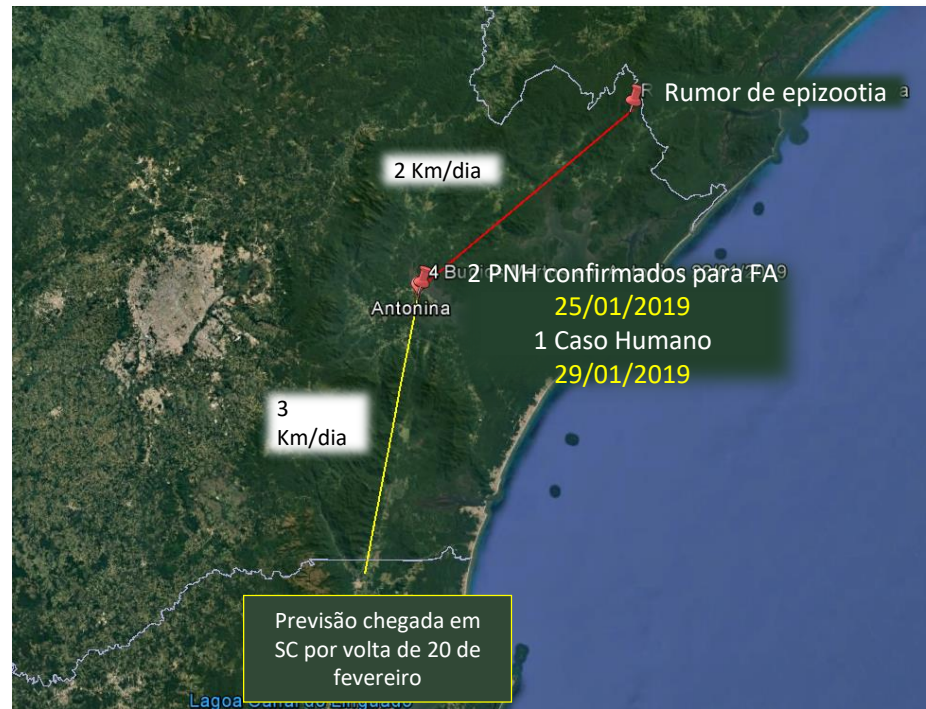 Rumor de epizootia
2 Km/dia
4
2 PNH confirmados para FA
Antonina
25/01/2019
1 Caso Humano
29/01/2019
3
Km/dia
Previsão chegada em
SC por volta de 20 de
fevereiro